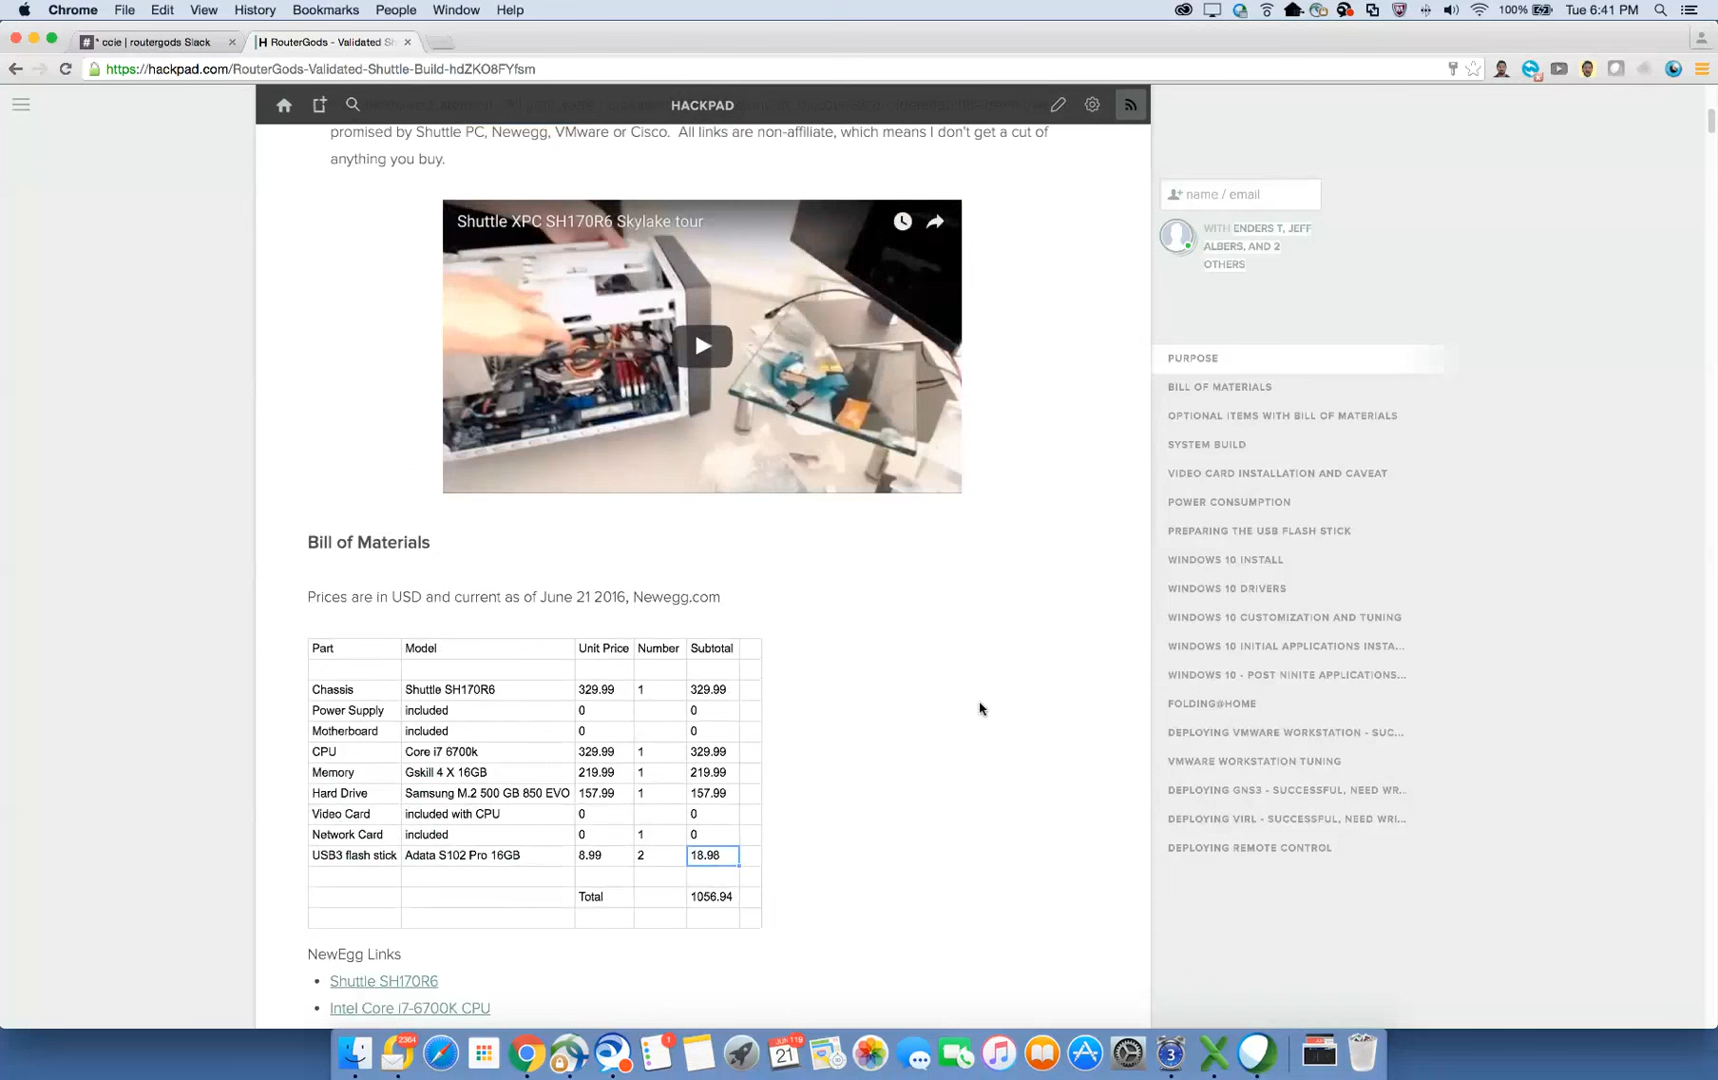 Chrome File Edit View History Bookmarks People Window Help 100% Tue 6:41 PM
* ccie | routergods Slack × H RouterGods - Validated Sh ×
https://hackpad.com/RouterGods-Validated-Shuttle-Build-hdZKO8FYfsm
HACKPAD
promised by Shuttle PC, Newegg, VMware or Cisco. All links are non-affiliate, which means I don't get a cut of
anything you buy.
name / email
WITH ENDERS T, JEFF
ALBERS, AND 2
OTHERS
Shuttle XPC SH170R6 Skylake tour
PURPOSE
BILL OF MATERIALS
OPTIONAL ITEMS WITH BILL OF MATERIALS
SYSTEM BUILD
VIDEO CARD INSTALLATION AND CAVEAT
POWER CONSUMPTION
PREPARING THE USB FLASH STICK
WINDOWS 10 INSTALL
WINDOWS 10 DRIVERS
WINDOWS 10 CUSTOMIZATION AND TUNING
WINDOWS 10 INITIAL APPLICATIONS INSTA...
WINDOWS 10 - POST NINITE APPLICATIONS...
FOLDING@HOME
DEPLOYING VMWARE WORKSTATION - SUC...
VMWARE WORKSTATION TUNING
DEPLOYING GNS3 - SUCCESSFUL, NEED WR...
DEPLOYING VIRL - SUCCESSFUL, NEED WRI...
DEPLOYING REMOTE CONTROL
Bill of Materials
Prices are in USD and current as of June 21 2016, Newegg.com
Part Model Unit Price Number Subtotal
Chassis Shuttle SH170R6 329.99 1 329.99
Power Supply included 0 0
Motherboard included 0 0
CPU Core i7 6700k 329.99 1 329.99
Memory Gskill 4 X 16GB 219.99 1 219.99
Hard Drive Samsung M.2 500 GB 850 EVO 157.99 1 157.99
Video Card included with CPU 0 0
Network Card included 0 1 0
USB3 flash stick Adata S102 Pro 16GB 8.99 2 18.98
Total 1056.94
NewEgg Links
• Shuttle SH170R6
• Intel Core i7-6700K CPU
2364
1
JUN 119
21
3